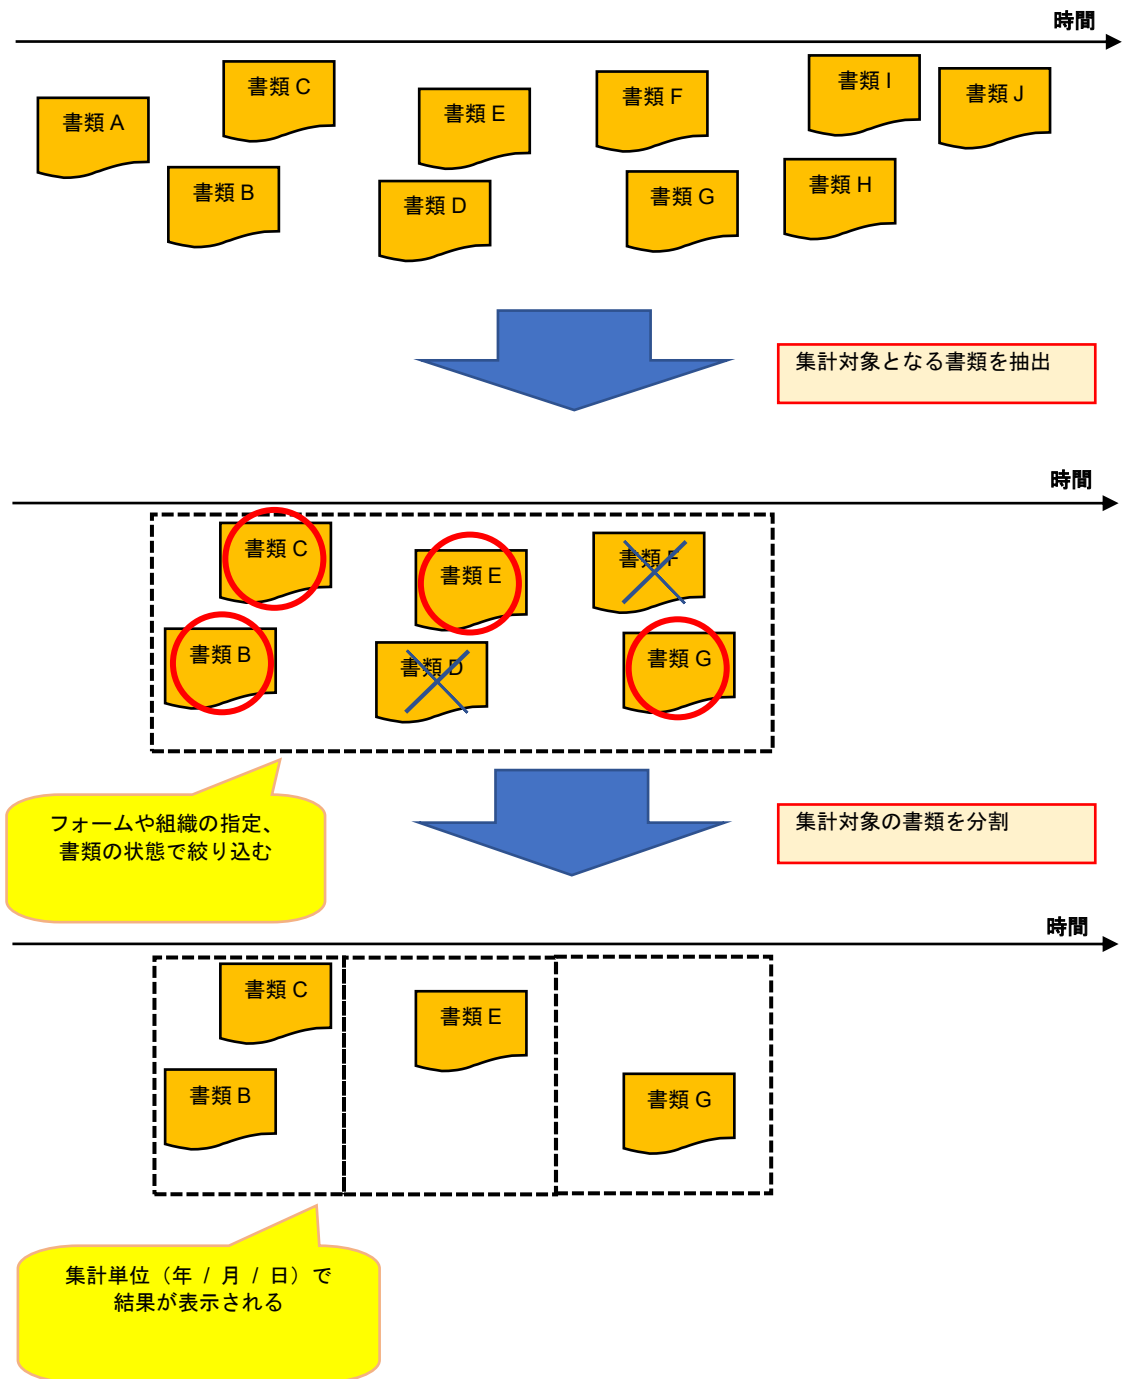 時間
書類 A
書類 C
書類 B
書類 E
書類 D
書類 F
書類 G
書類 I
書類 H
書類 J
集計対象となる書類を抽出
時間
書類 C
書類 B
書類 E
書類 D
書類 F
書類 G
フォームや組織の指定、
書類の状態で絞り込む
集計対象の書類を分割
時間
書類 C
書類 B
書類 E
書類 G
集計単位（年 / 月 / 日）で
結果が表示される